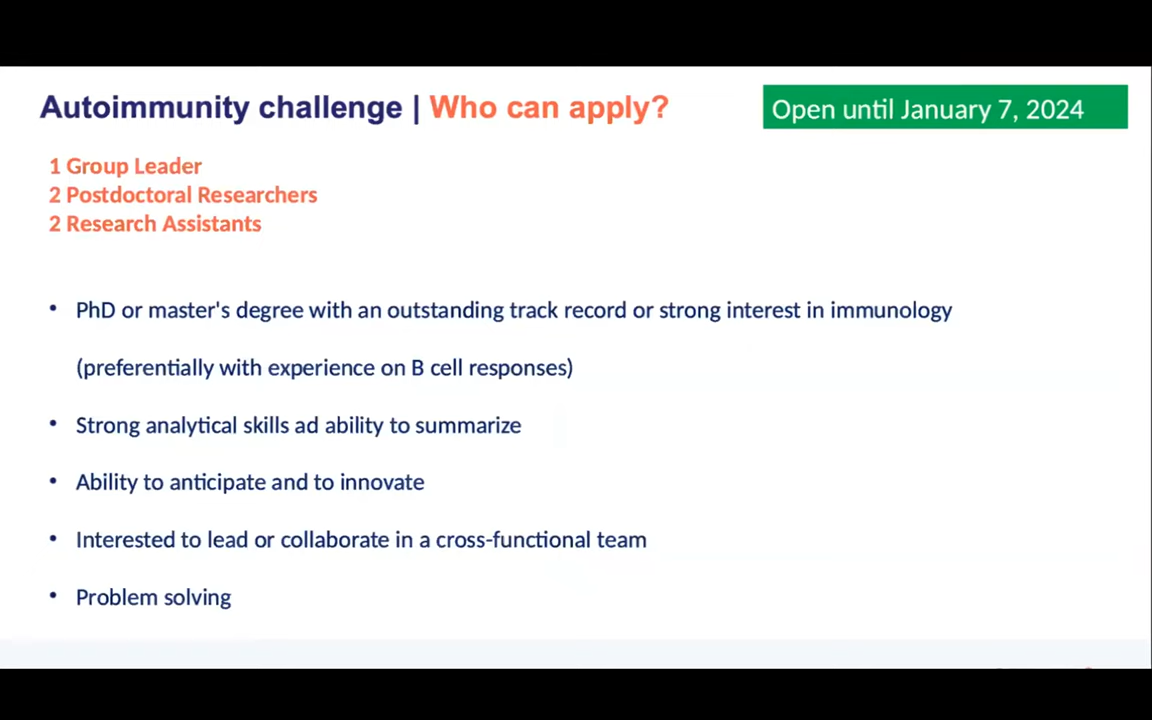 Autoimmunity challenge | Who can apply?
Open until January 7, 2024
1 Group Leader
2 Postdoctoral Researchers
2 Research Assistants
• PhD or master's degree with an outstanding track record or strong interest in immunology
(preferentially with experience on B cell responses)
• Strong analytical skills ad ability to summarize
• Ability to anticipate and to innovate
• Interested to lead or collaborate in a cross-functional team
• Problem solving